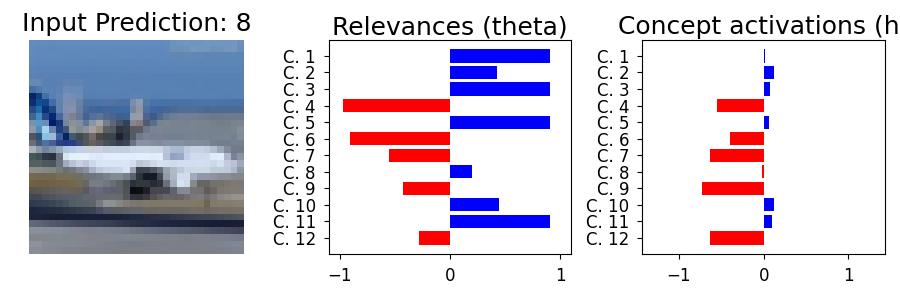 Input Prediction: 8
Relevances (theta)
C. 1
C. 2
C. 3
C. 4
C. 5
C. 6
C. 7
C. 8
C. 9
C. 10
C. 11
C. 12
−1 0 1
Concept activations (h
C. 1
C. 2
C. 3
C. 4
C. 5
C. 6
C. 7
C. 8
C. 9
C. 10
C. 11
C. 12
−1 0 1